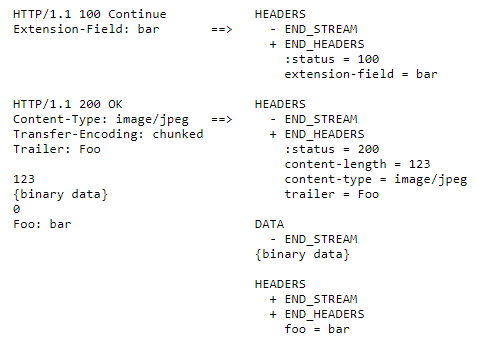 HTTP/1.1 100 Continue            HEADERS
Extension-Field: bar       ==>     - END_STREAM
                                   + END_HEADERS
                                     :status = 100
                                     extension-field = bar

HTTP/1.1 200 OK                  HEADERS
Content-Type: image/jpeg   ==>     - END_STREAM
Transfer-Encoding: chunked         + END_HEADERS
Trailer: Foo                         :status = 200
                                     content-length = 123
123                                  content-type = image/jpeg
{binary data}                        trailer = Foo
0
Foo: bar                         DATA
                                   - END_STREAM
                                 {binary data}

                                 HEADERS
                                   + END_STREAM
                                   + END_HEADERS
                                     foo = bar